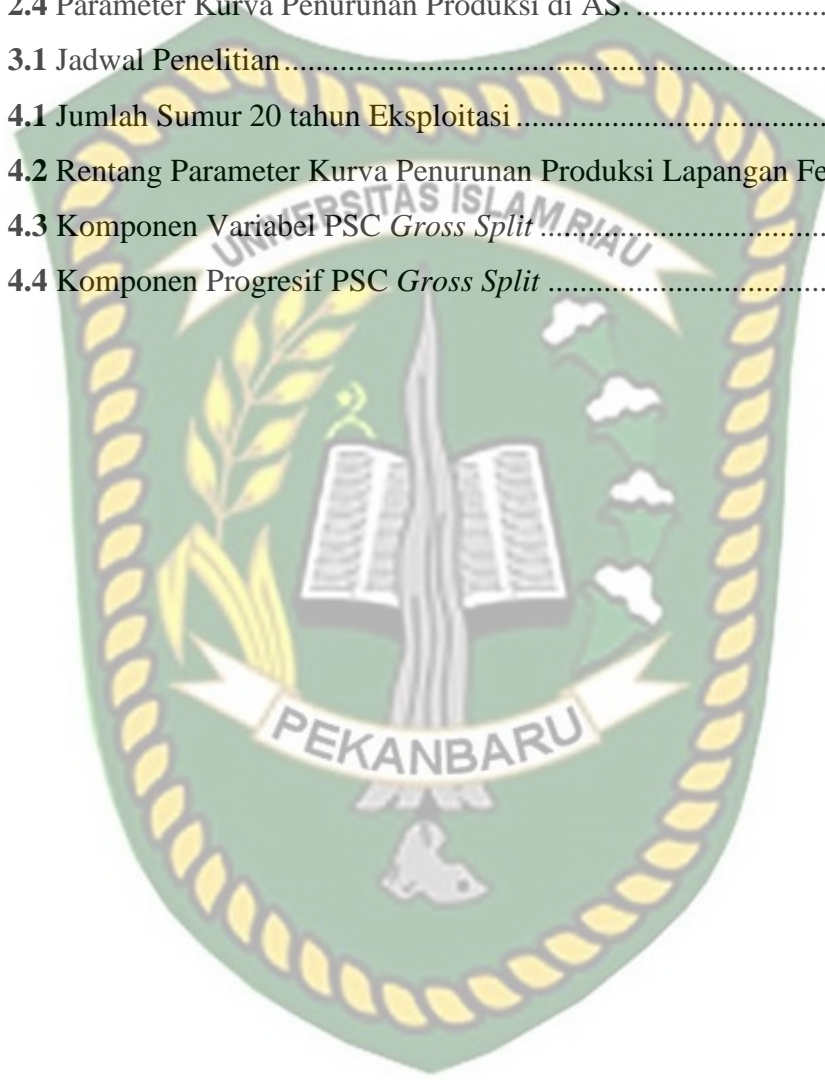 2.4 Parameter Kurva Penurunan Produksi di AS. ..........................
3.1 Jadwal Penelitian ..........................................................................
4.1 Jumlah Sumur 20 tahun Eksploitasi ..........................................
4.2 Rentang Parameter Kurva Penurunan Produksi Lapangan Fe
4.3 Komponen Variabel PSC Gross Split ......................................
4.4 Komponen Progresif PSC Gross Split .....................................
UNIVERSITAS ISLAM RIAU
PEKANBARU